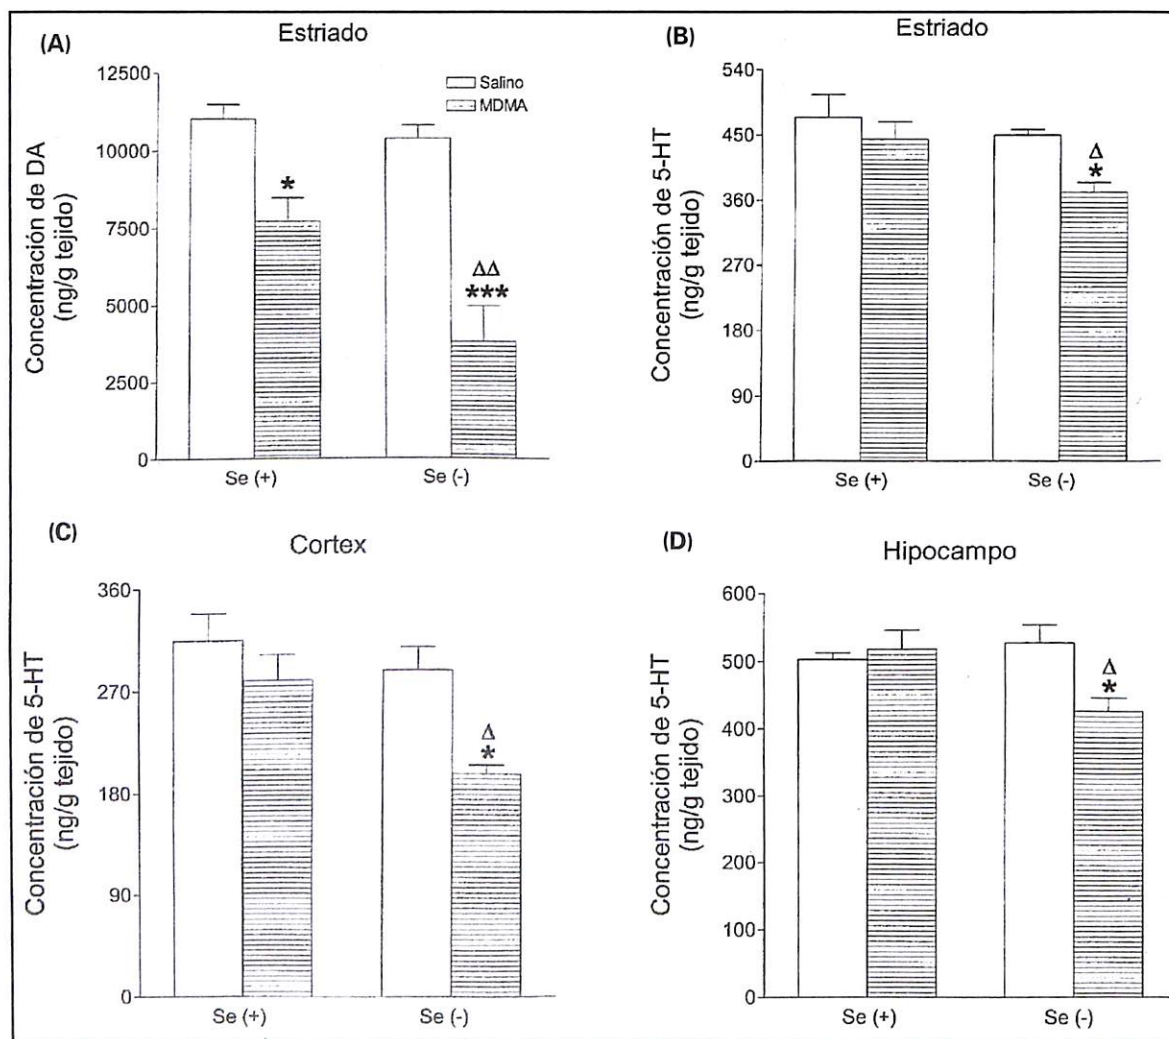 (A)
Estriado
Concentración de DA
(ng/g tejido)
12500
10000
7500
5000
2500
0
Salino
MDMA
*
ΔΔ
***
Se (+)
Se (-)
(B)
Estriado
Concentración de 5-HT
(ng/g tejido)
540
450
360
270
180
90
0
Δ
*
Se (+)
Se (-)
(C)
Cortex
Concentración de 5-HT
(ng/g tejido)
360
270
180
90
0
Δ
*
Se (+)
Se (-)
(D)
Hipocampo
Concentración de 5-HT
(ng/g tejido)
600
500
400
300
200
100
0
Δ
*
Se (+)
Se (-)